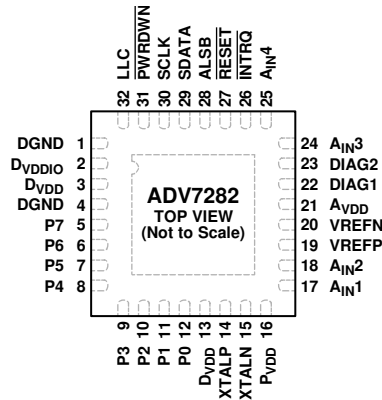 32 LLC
31 PWRDWN
30 SCLK
29 SDATA
28 ALSB
27 RESET
26 INTRQ
25 AIN4
DGND 1
DVDDIO 2
DVDD 3
DGND 4
P7 5
P6 6
P5 7
P4 8
ADV7282
TOP VIEW
(Not to Scale)
24 AIN3
23 DIAG2
22 DIAG1
21 AVDD
20 VREFN
19 VREFP
18 AIN2
17 AIN1
P3 9
P2 10
P1 11
P0 12
DVDD 13
XTALP 14
XTALN 15
PVDD 16